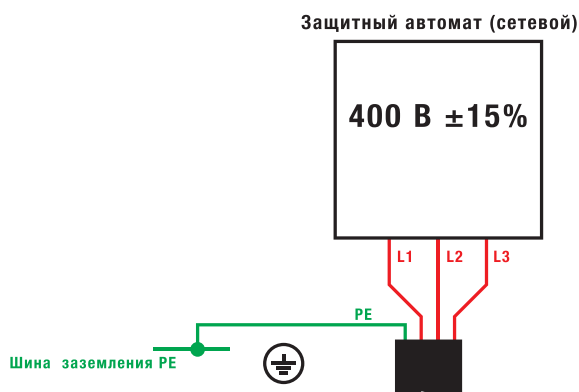 Защитный автомат (сетевой)
400 В ±15%
L1 L2 L3
PE
Шина заземления PE